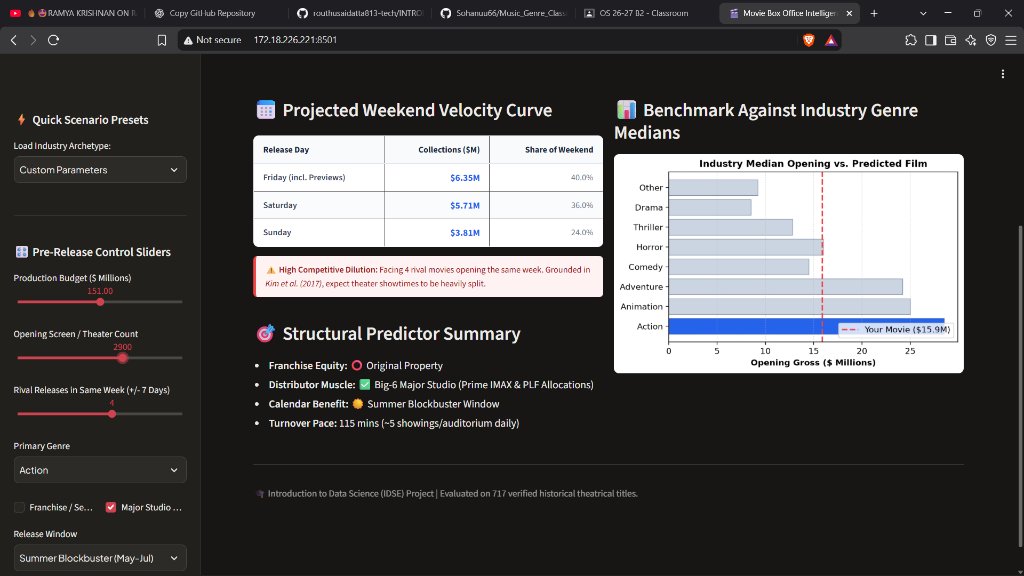 RAMYA KRISHNAN ON R
Copy GitHub Repository
routhusaidatta813-tech/INTRO
Sohanuu66/Music_Genre_Class
OS 26-27 B2 - Classroom
Movie Box Office Intelliger
Not secure
172.18.226.221:8501
⚡ Quick Scenario Presets
Load Industry Archetype:
Custom Parameters
🎛️ Pre-Release Control Sliders
Production Budget ($ Millions)
151.00
Opening Screen / Theater Count
2900
Rival Releases in Same Week (+/- 7 Days)
4
Primary Genre
Action
Franchise / Se...
Major Studio ...
Release Window
Summer Blockbuster (May-Jul)
📅 Projected Weekend Velocity Curve
Release Day Collections ($M) Share of Weekend
Friday (incl. Previews) $6.35M 40.0%
Saturday $5.71M 36.0%
Sunday $3.81M 24.0%
⚠️ High Competitive Dilution: Facing 4 rival movies opening the same week. Grounded in
Kim et al. (2017), expect theater showtimes to be heavily split.
🎯 Structural Predictor Summary
• Franchise Equity: ⭕ Original Property
• Distributor Muscle: ✅ Big-6 Major Studio (Prime IMAX & PLF Allocations)
• Calendar Benefit: ☀️ Summer Blockbuster Window
• Turnover Pace: 115 mins (~5 showings/auditorium daily)
📊 Benchmark Against Industry Genre
Medians
Industry Median Opening vs. Predicted Film
Other
Drama
Thriller
Horror
Comedy
Adventure
Animation
Action
Your Movie ($15.9M)
0 5 10 15 20 25
Opening Gross ($ Millions)
🎓 Introduction to Data Science (IDSE) Project | Evaluated on 717 verified historical theatrical titles.